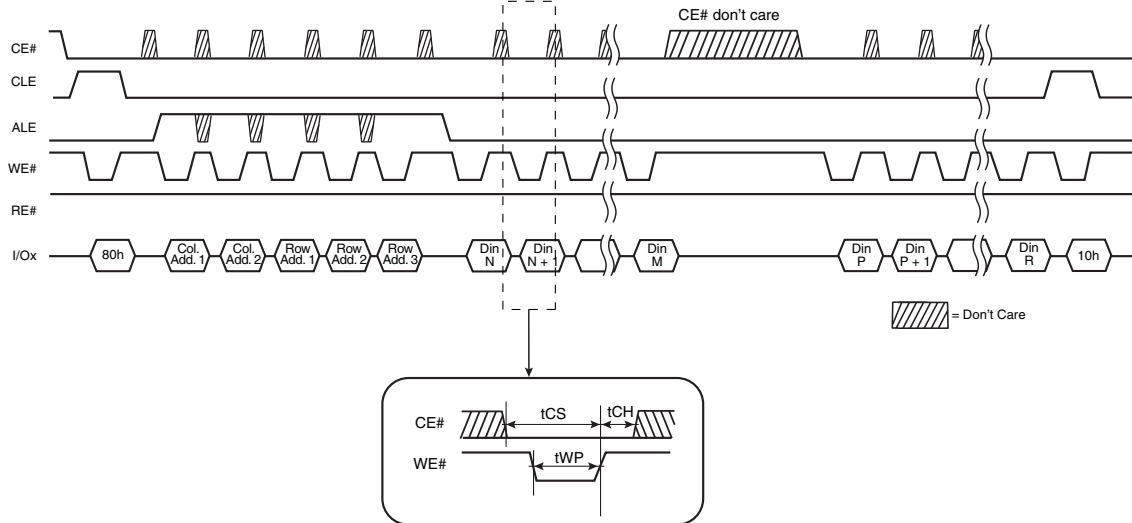 CE# don't care
CE#
CLE
ALE
WE#
RE#
I/Ox
80h
Col. Add. 1
Col. Add. 2
Row Add. 1
Row Add. 2
Row Add. 3
Din N
Din N + 1
Din M
Din P
Din P + 1
Din R
10h
= Don't Care
CE#
tCS
tCH
WE#
tWP